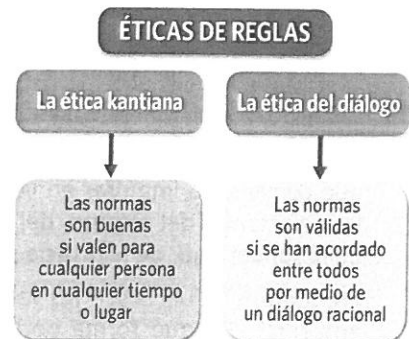 ÉTICAS DE REGLAS
La ética kantiana
La ética del diálogo
Las normas
son buenas
si valen para
cualquier persona
en cualquier tiempo
o lugar
Las normas
son válidas
si se han acordado
entre todos
por medio de
un diálogo racional